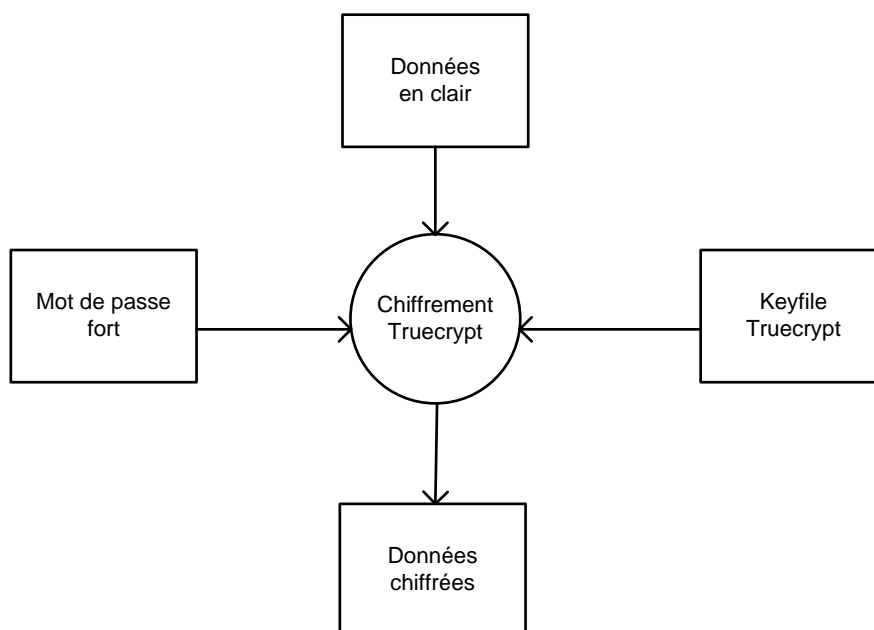 Données
en clair
Mot de passe
fort
Chiffrement
Truecrypt
Keyfile
Truecrypt
Données
chiffrées